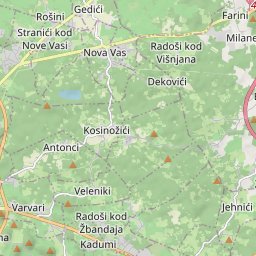 Gedići
Rošini
Farini
Stranići kod
Nove Vasi
Nova Vas
Radoši kod
Višnjana
Dekovići
Kosinožići
Antonci
Veleniki
Varvari
Radoši kod
Žbandaja
Kadumi
Jehnići